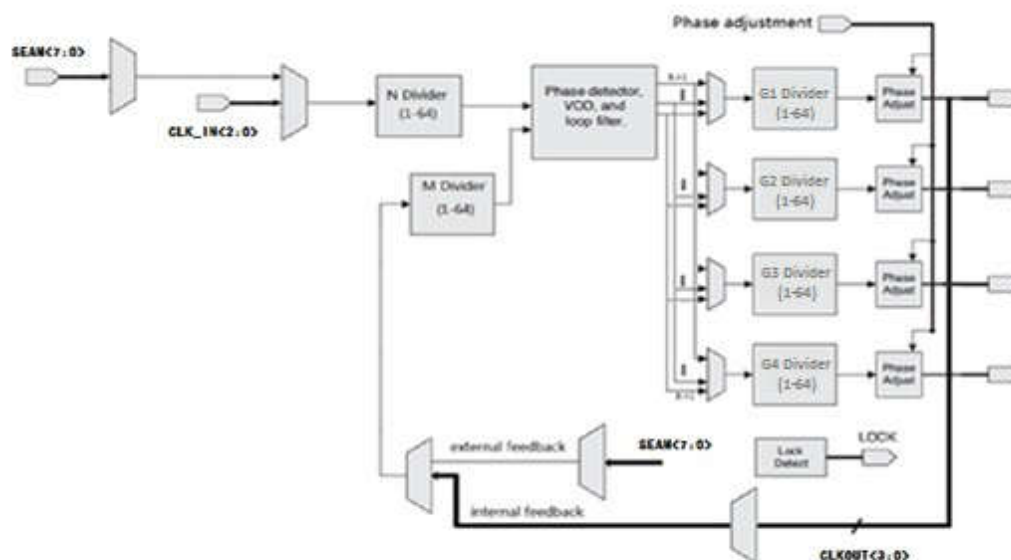 Phase adjustment
SEAM<7:0>
CLK_IN<2:0>
N Divider
(1-64)
Phase detector,
VCO, and
loop filter.
G1 Divider
(1-64)
Phase
Adjust
M Divider
(1-64)
G2 Divider
(1-64)
Phase
Adjust
G3 Divider
(1-64)
Phase
Adjust
G4 Divider
(1-64)
Phase
Adjust
external feedback
SEAM<7:0>
Lock
Detect
LOCK
internal feedback
CLKOUT<3:0>